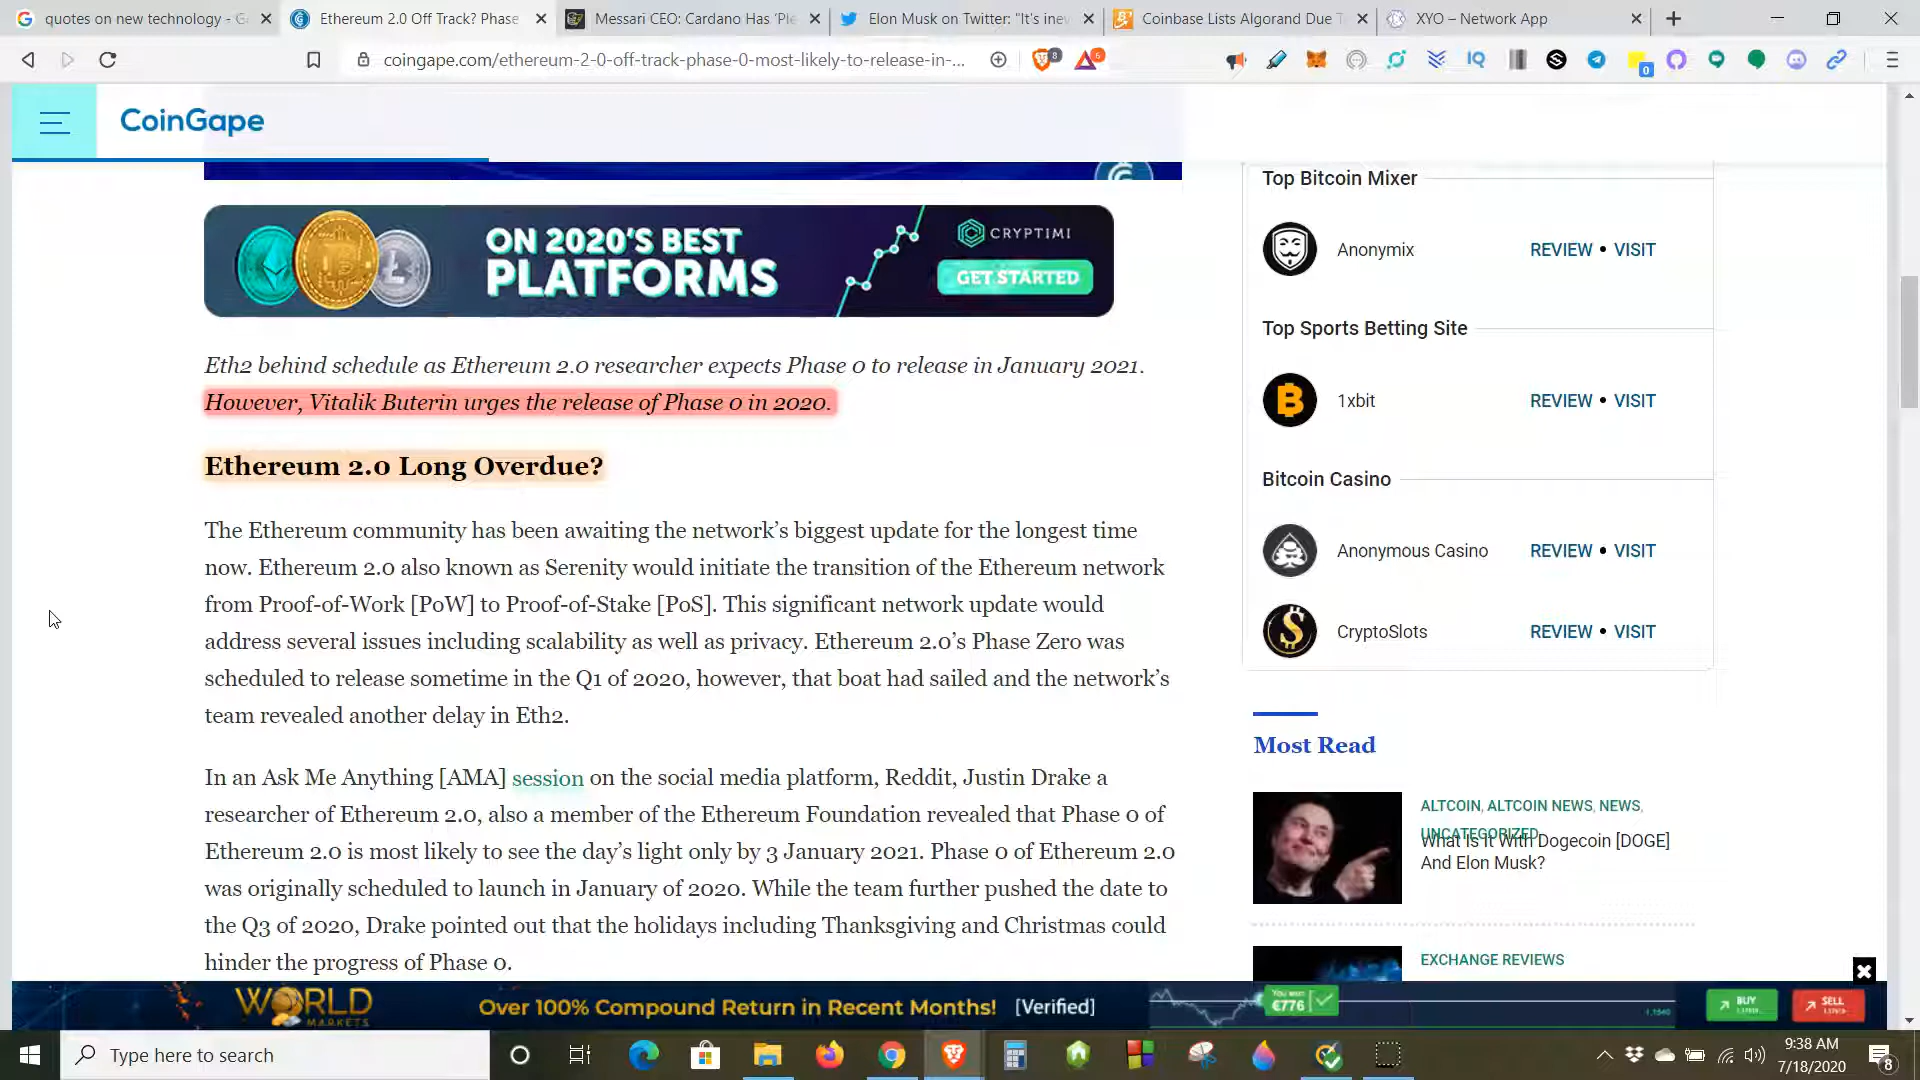 quotes on new technology - G
Ethereum 2.0 Off Track? Phase
Messari CEO: Cardano Has 'Ple
Elon Musk on Twitter: "It's inev
Coinbase Lists Algorand Due T
XYO – Network App
coingape.com/ethereum-2-0-off-track-phase-0-most-likely-to-release-in-...
8
6
IQ
0
CoinGape
ON 2020'S BEST
PLATFORMS
CRYPTIMI
GET STARTED
Eth2 behind schedule as Ethereum 2.0 researcher expects Phase 0 to release in January 2021.
However, Vitalik Buterin urges the release of Phase 0 in 2020.
Ethereum 2.0 Long Overdue?
The Ethereum community has been awaiting the network's biggest update for the longest time
now. Ethereum 2.0 also known as Serenity would initiate the transition of the Ethereum network
from Proof-of-Work [PoW] to Proof-of-Stake [PoS]. This significant network update would
address several issues including scalability as well as privacy. Ethereum 2.0's Phase Zero was
scheduled to release sometime in the Q1 of 2020, however, that boat had sailed and the network's
team revealed another delay in Eth2.
In an Ask Me Anything [AMA] session on the social media platform, Reddit, Justin Drake a
researcher of Ethereum 2.0, also a member of the Ethereum Foundation revealed that Phase 0 of
Ethereum 2.0 is most likely to see the day's light only by 3 January 2021. Phase 0 of Ethereum 2.0
was originally scheduled to launch in January of 2020. While the team further pushed the date to
the Q3 of 2020, Drake pointed out that the holidays including Thanksgiving and Christmas could
hinder the progress of Phase 0.
Top Bitcoin Mixer
Anonymix REVIEW • VISIT
Top Sports Betting Site
1xbit REVIEW • VISIT
Bitcoin Casino
Anonymous Casino REVIEW • VISIT
CryptoSlots REVIEW • VISIT
Most Read
ALTCOIN, ALTCOIN NEWS, NEWS,
UNCATEGORIZED
What Is It With Dogecoin [DOGE]
And Elon Musk?
EXCHANGE REVIEWS
WORLD
MARKETS
Over 100% Compound Return in Recent Months! [Verified]
You won
€776
BUY
SELL
Type here to search
9:38 AM
7/18/2020
8